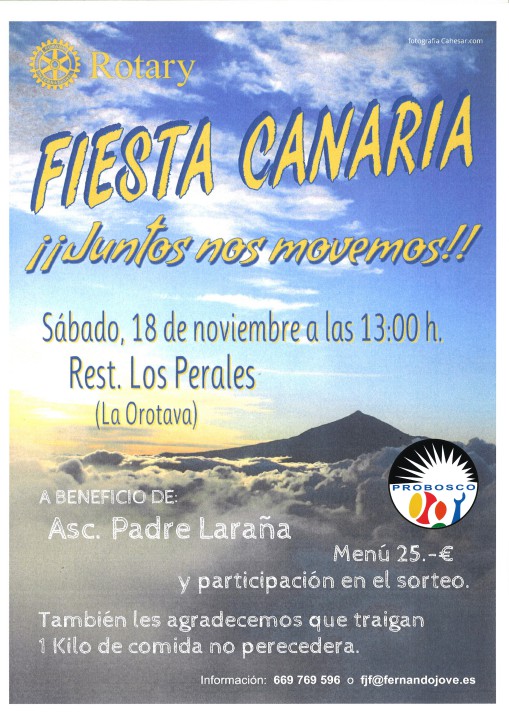 fotografia Canesar.com
Rotary
FIESTA CANARIA
¡¡Juntos nos movemos!!
Sábado, 18 de noviembre a las 13:00 h.
Rest. Los Perales
(La Orotava)
PROBOSCO
A BENEFICIO DE:
Asc. Padre Laraña
Menú 25.-€
y participación en el sorteo.
También les agradecemos que traigan
1 Kilo de comida no perecedera.
Información: 669 769 596 o fjf@fernandojove.es